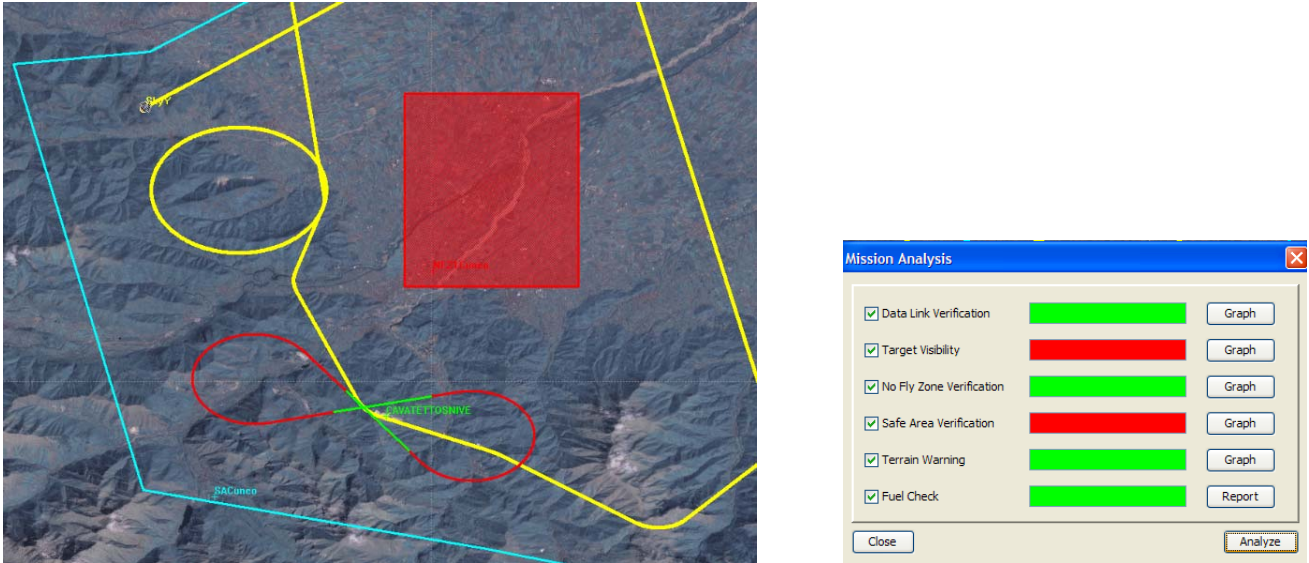 CAVATETTOSNIVE
SACuneo
Mission Analysis
Data Link Verification Graph
Target Visibility Graph
No Fly Zone Verification Graph
Safe Area Verification Graph
Terrain Warning Graph
Fuel Check Report
Close Analyze